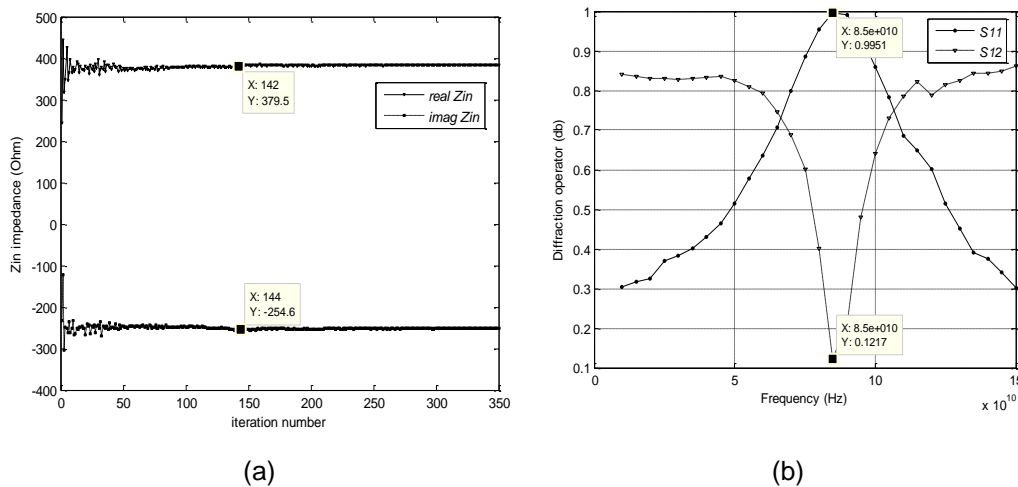 500
400
300
200
100
0
-100
-200
-300
-400
Zin impedance (Ohm)
X: 142
Y: 379.5
real Zin
imag Zin
X: 144
Y: -254.6
0
50
100
150
200
250
300
350
iteration number
(a)
1
0.9
0.8
0.7
0.6
0.5
0.4
0.3
0.2
0.1
Diffraction operator (db)
X: 8.5e+010
Y: 0.9951
S11
S12
X: 8.5e+010
Y: 0.1217
0
5
10
15
x 10^10
Frequency (Hz)
(b)